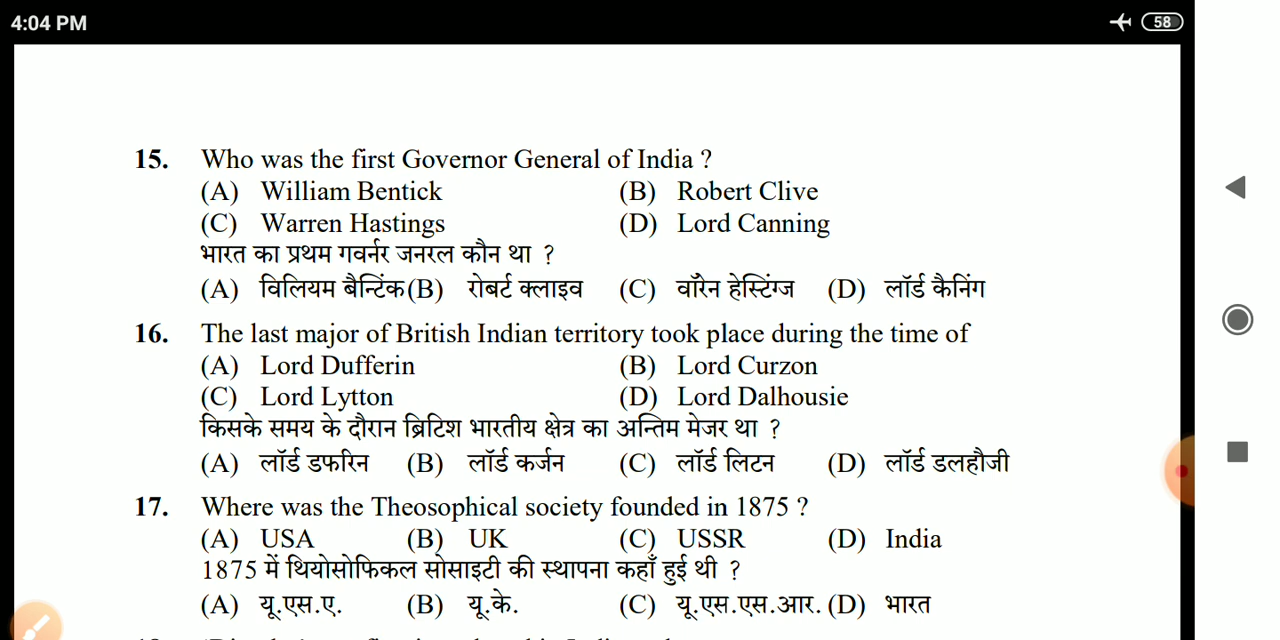 4:04 PM
58
15. Who was the first Governor General of India ?
(A) William Bentick (B) Robert Clive
(C) Warren Hastings (D) Lord Canning
भारत का प्रथम गवर्नर जनरल कौन था ?
(A) विलियम बैन्टिंक (B) रोबर्ट क्लाइव (C) वॉरेन हेस्टिंग्ज (D) लॉर्ड कैनिंग
16. The last major of British Indian territory took place during the time of
(A) Lord Dufferin (B) Lord Curzon
(C) Lord Lytton (D) Lord Dalhousie
किसके समय के दौरान ब्रिटिश भारतीय क्षेत्र का अन्तिम मेजर था ?
(A) लॉर्ड डफरिन (B) लॉर्ड कर्जन (C) लॉर्ड लिटन (D) लॉर्ड डलहौजी
17. Where was the Theosophical society founded in 1875 ?
(A) USA (B) UK (C) USSR (D) India
1875 में थियोसोफिकल सोसाइटी की स्थापना कहाँ हुई थी ?
(A) यू.एस.ए. (B) यू.के. (C) यू.एस.एस.आर. (D) भारत